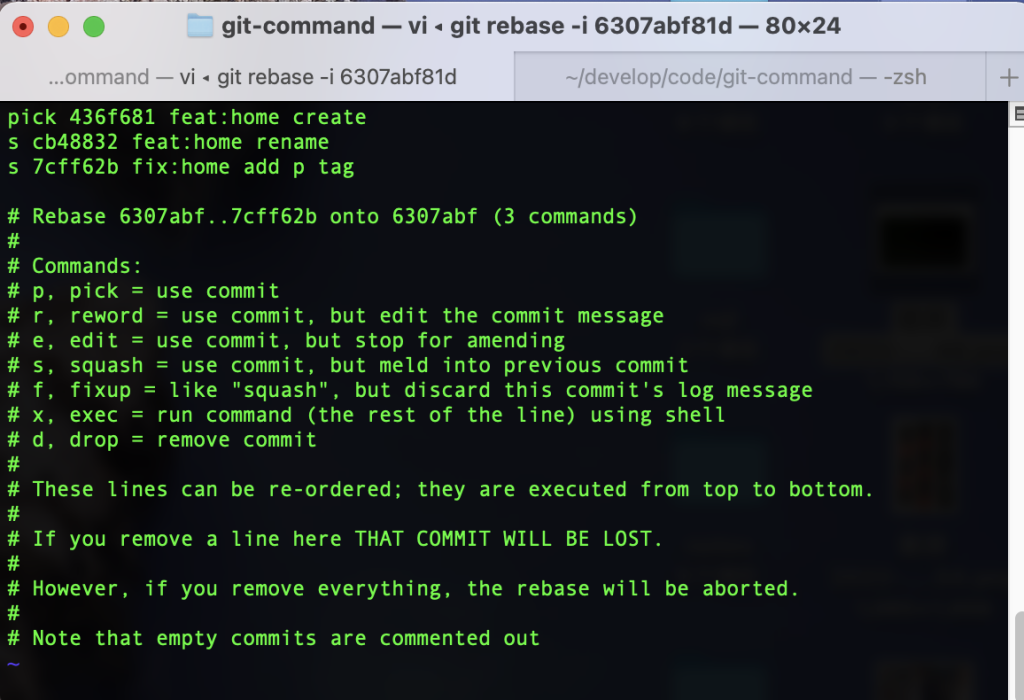 git-command — vi ◂ git rebase -i 6307abf81d — 80×24
...ommand — vi ◂ git rebase -i 6307abf81d
~/develop/code/git-command — -zsh
+
pick 436f681 feat:home create
s cb48832 feat:home rename
s 7cff62b fix:home add p tag
# Rebase 6307abf..7cff62b onto 6307abf (3 commands)
#
# Commands:
# p, pick = use commit
# r, reword = use commit, but edit the commit message
# e, edit = use commit, but stop for amending
# s, squash = use commit, but meld into previous commit
# f, fixup = like "squash", but discard this commit's log message
# x, exec = run command (the rest of the line) using shell
# d, drop = remove commit
#
# These lines can be re-ordered; they are executed from top to bottom.
#
# If you remove a line here THAT COMMIT WILL BE LOST.
#
# However, if you remove everything, the rebase will be aborted.
#
# Note that empty commits are commented out
~